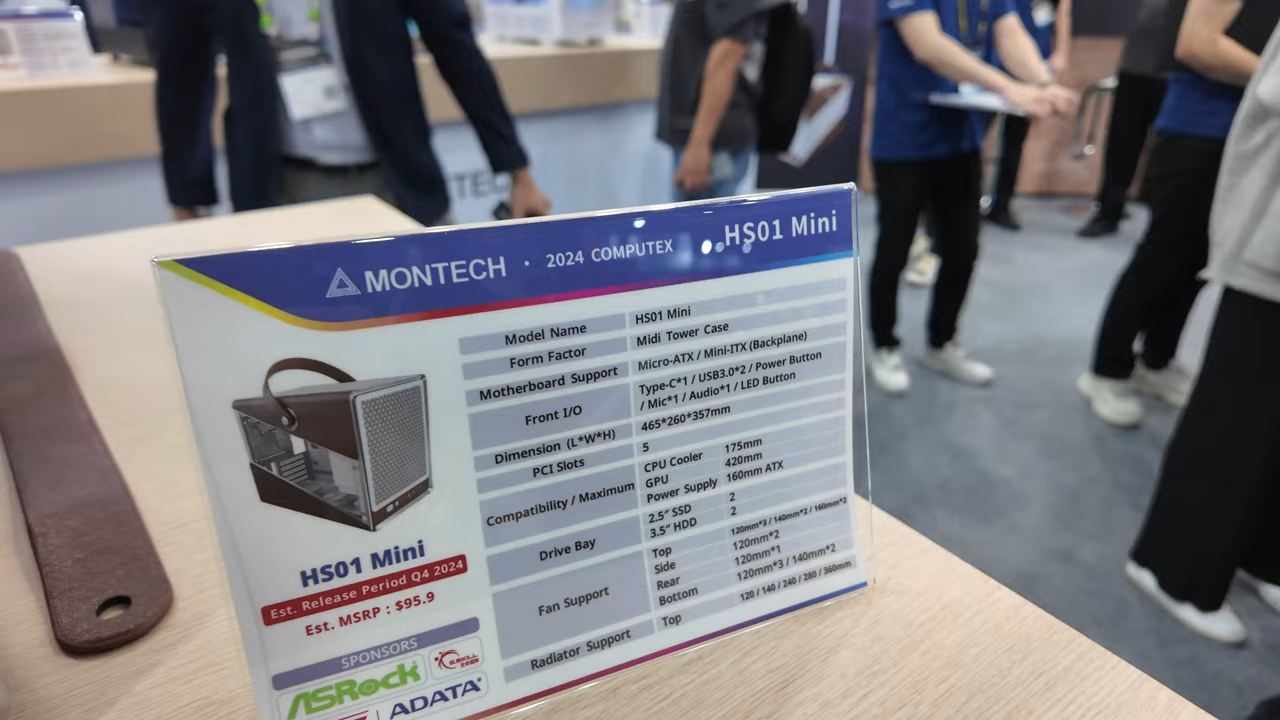 MONTECH · 2024 COMPUTEX HS01 Mini
Model Name HS01 Mini
Form Factor Midi Tower Case
Motherboard Support Micro-ATX / Mini-ITX (Backplane)
Front I/O Type-C*1 / USB3.0*2 / Power Button
/ Mic*1 / Audio*1 / LED Button
Dimension (L*W*H) 465*260*357mm
PCI Slots 5
Compatibility / Maximum CPU Cooler 175mm
GPU 420mm
Power Supply 160mm ATX
Drive Bay 2.5" SSD 2
3.5" HDD 2
Fan Support Top 120mm*3 / 140mm*2 / 160mm*2
Side 120mm*2
Rear 120mm*1
Bottom 120mm*3 / 140mm*2
Radiator Support Top 120 / 140 / 240 / 280 / 360mm
HS01 Mini
Est. Release Period Q4 2024
Est. MSRP : $95.9
SPONSORS
ASRock G.SKILL
ADATA